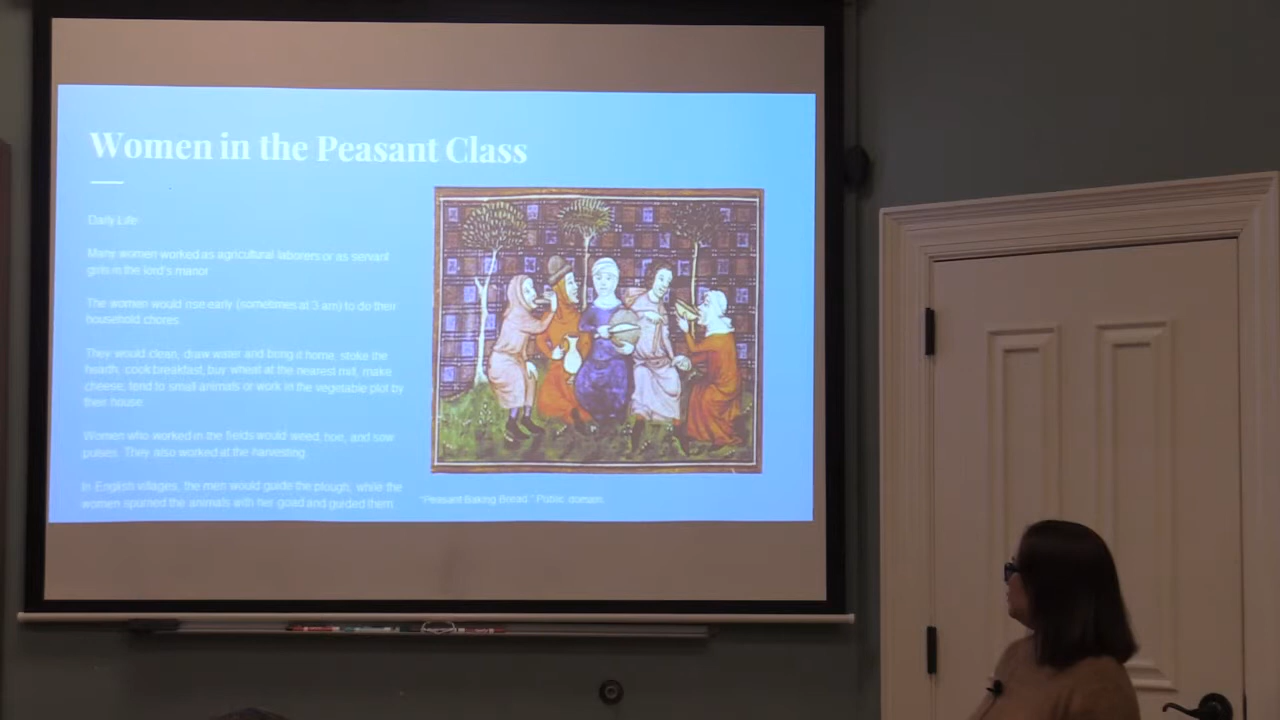 Women in the Peasant Class
Daily Life
Many women worked as agricultural laborers or as servant
girls in the lord's manor
The women would rise early (sometimes at 3 am) to do their
household chores.
They would clean, draw water and bring it home, stoke the
hearth, cook breakfast, buy wheat at the nearest mill, make
cheese, tend to small animals or work in the vegetable plot by
their house
Women who worked in the fields would weed, hoe, and sow
pulses. They also worked at the harvesting.
In English villages, the men would guide the plough, while the
women spurned the animals with her goad and guided them
"Peasant Baking Bread." Public domain.